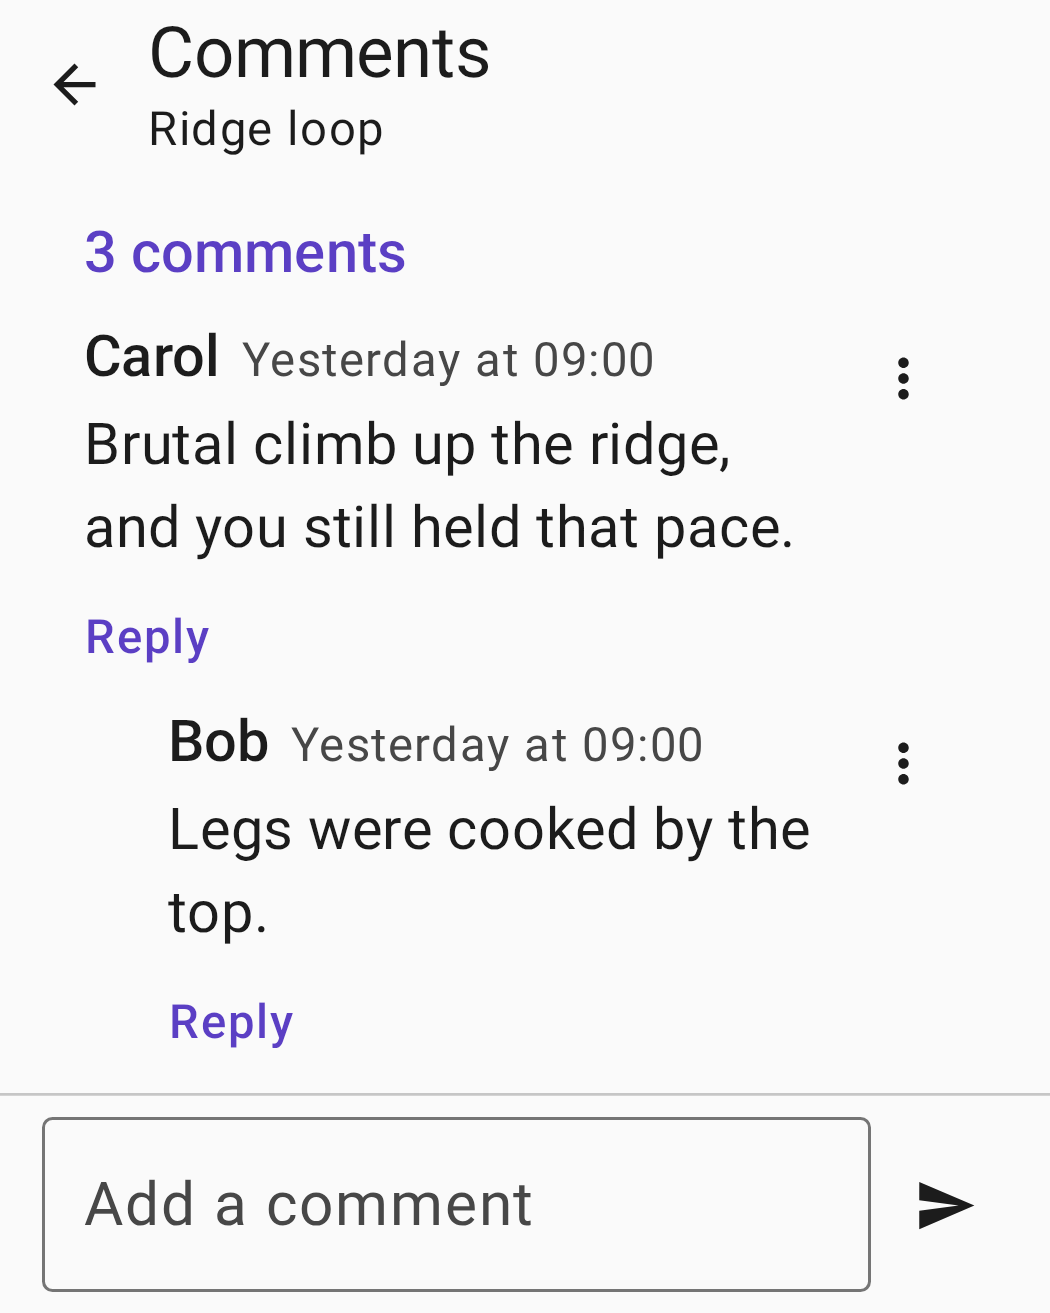 Comments
Ridge loop
3 comments
Carol Yesterday at 09:00
Brutal climb up the ridge,
and you still held that pace.
Reply
Bob Yesterday at 09:00
Legs were cooked by the
top.
Reply
Add a comment